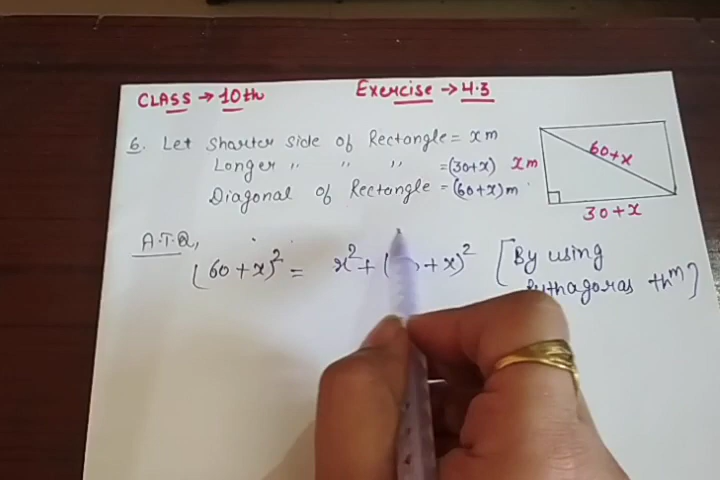 CLASS → 10th Exercise → 4.3
6. Let Shorter side of Rectangle = x m
Longer " " " = (30+x)
Diagonal of Rectangle = (60+x)m
x m
60+x
30+x
A.T.Q,
(60+x)² = x² + ( +x)² [By using
Pythagoras thm]